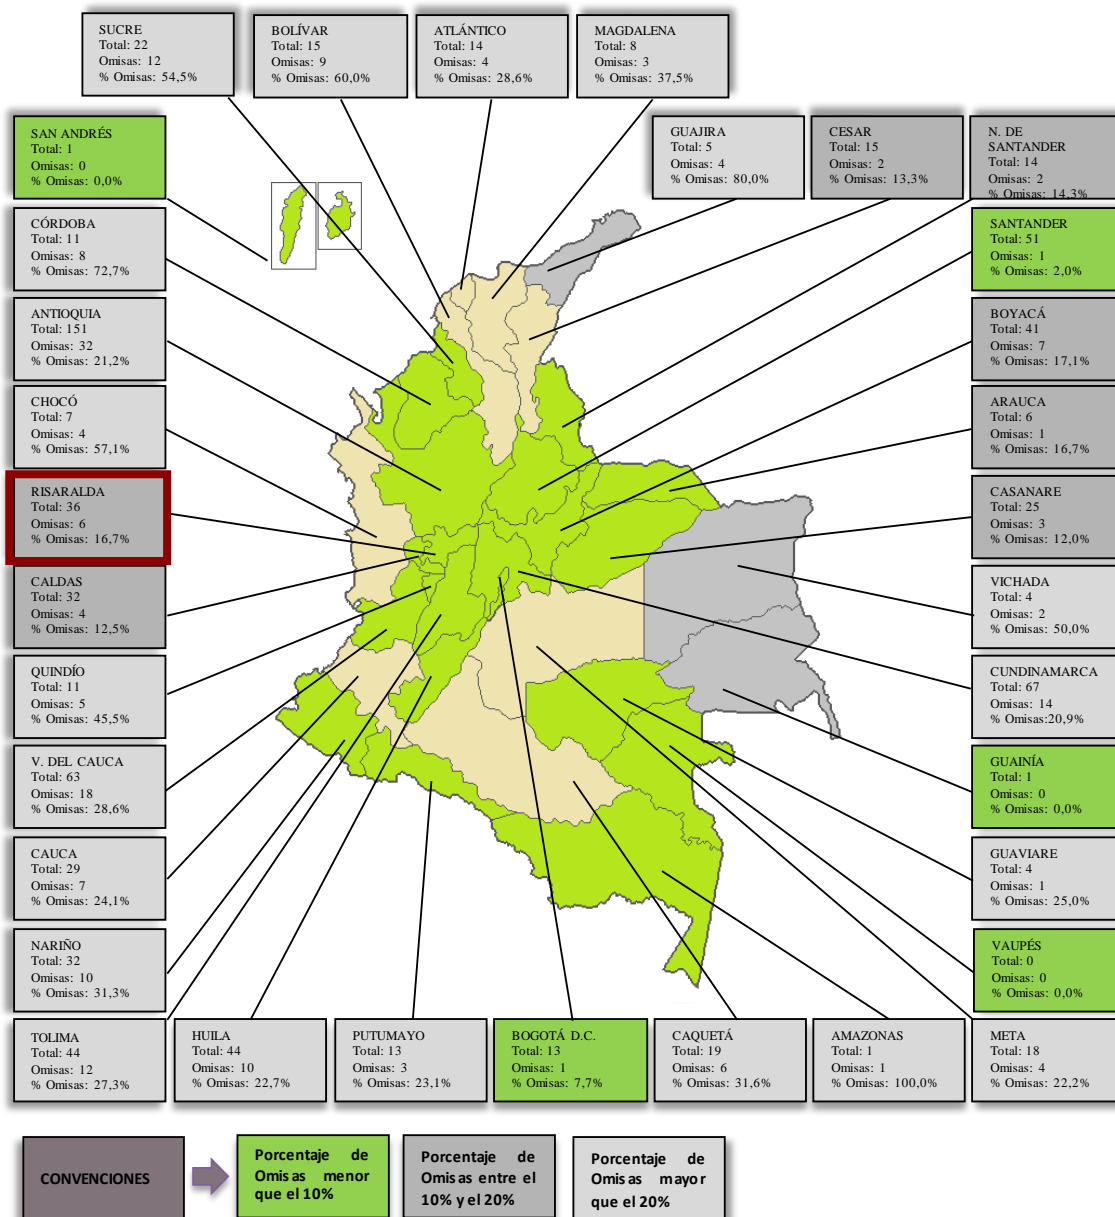 SUCRE
Total: 22
Omisas: 12
% Omisas: 54,5%
BOLÍVAR
Total: 15
Omisas: 9
% Omisas: 60,0%
ATLÁNTICO
Total: 14
Omisas: 4
% Omisas: 28,6%
MAGDALENA
Total: 8
Omisas: 3
% Omisas: 37,5%
SAN ANDRÉS
Total: 1
Omisas: 0
% Omisas: 0,0%
GUAJIRA
Total: 5
Omisas: 4
% Omisas: 80,0%
CESAR
Total: 15
Omisas: 2
% Omisas: 13,3%
N. DE
SANTANDER
Total: 14
Omisas: 2
% Omisas: 14,3%
CÓRDOBA
Total: 11
Omisas: 8
% Omisas: 72,7%
SANTANDER
Total: 51
Omisas: 1
% Omisas: 2,0%
ANTIOQUIA
Total: 151
Omisas: 32
% Omisas: 21,2%
BOYACÁ
Total: 41
Omisas: 7
% Omisas: 17,1%
CHOCÓ
Total: 7
Omisas: 4
% Omisas: 57,1%
ARAUCA
Total: 6
Omisas: 1
% Omisas: 16,7%
RISARALDA
Total: 36
Omisas: 6
% Omisas: 16,7%
CASANARE
Total: 25
Omisas: 3
% Omisas: 12,0%
CALDAS
Total: 32
Omisas: 4
% Omisas: 12,5%
VICHADA
Total: 4
Omisas: 2
% Omisas: 50,0%
QUINDÍO
Total: 11
Omisas: 5
% Omisas: 45,5%
CUNDINAMARCA
Total: 67
Omisas: 14
% Omisas:20,9%
V. DEL CAUCA
Total: 63
Omisas: 18
% Omisas: 28,6%
GUAINÍA
Total: 1
Omisas: 0
% Omisas: 0,0%
CAUCA
Total: 29
Omisas: 7
% Omisas: 24,1%
GUAVIARE
Total: 4
Omisas: 1
% Omisas: 25,0%
NARIÑO
Total: 32
Omisas: 10
% Omisas: 31,3%
VAUPÉS
Total: 0
Omisas: 0
% Omisas: 0,0%
TOLIMA
Total: 44
Omisas: 12
% Omisas: 27,3%
HUILA
Total: 44
Omisas: 10
% Omisas: 22,7%
PUTUMAYO
Total: 13
Omisas: 3
% Omisas: 23,1%
BOGOTÁ D.C.
Total: 13
Omisas: 1
% Omisas: 7,7%
CAQUETÁ
Total: 19
Omisas: 6
% Omisas: 31,6%
AMAZONAS
Total: 1
Omisas: 1
% Omisas: 100,0%
META
Total: 18
Omisas: 4
% Omisas: 22,2%
CONVENCIONES
Porcentaje de
Omisas menor
que el 10%
Porcentaje de
Omisas entre el
10% y el 20%
Porcentaje de
Omisas mayor
que el 20%